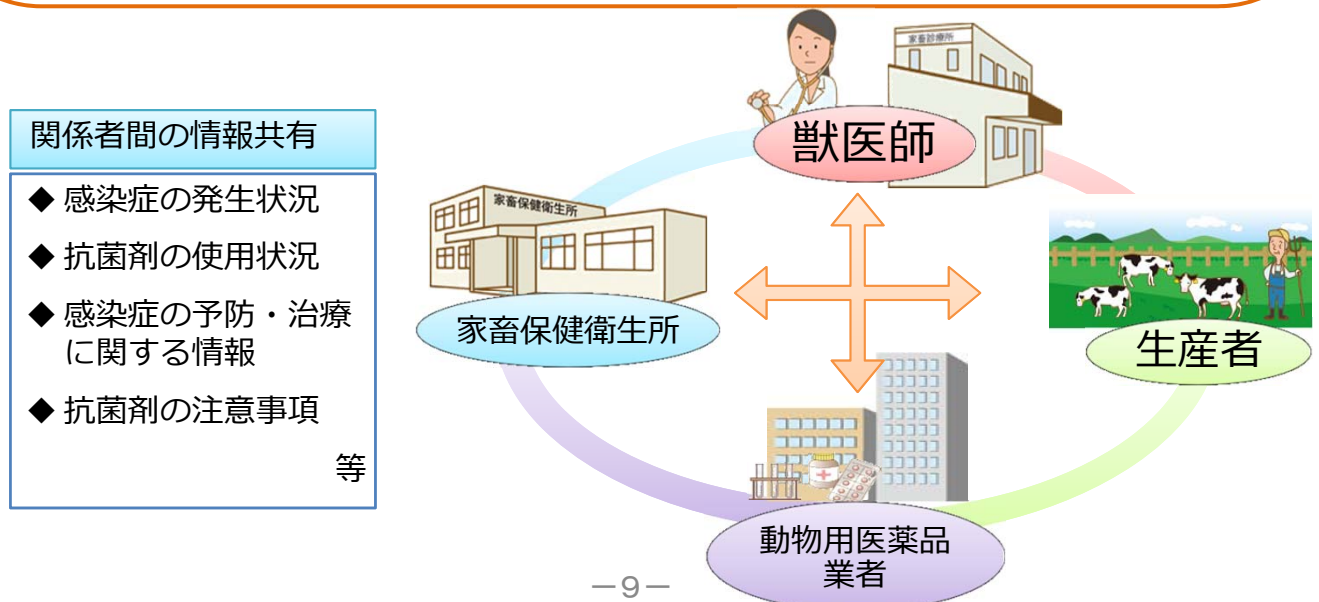 関係者間の情報共有
◆ 感染症の発生状況
◆ 抗菌剤の使用状況
◆ 感染症の予防・治療
に関する情報
◆ 抗菌剤の注意事項
等
家畜診療所
獣医師
家畜保健衛生所
家畜保健衛生所
生産者
動物用医薬品
業者
－9－